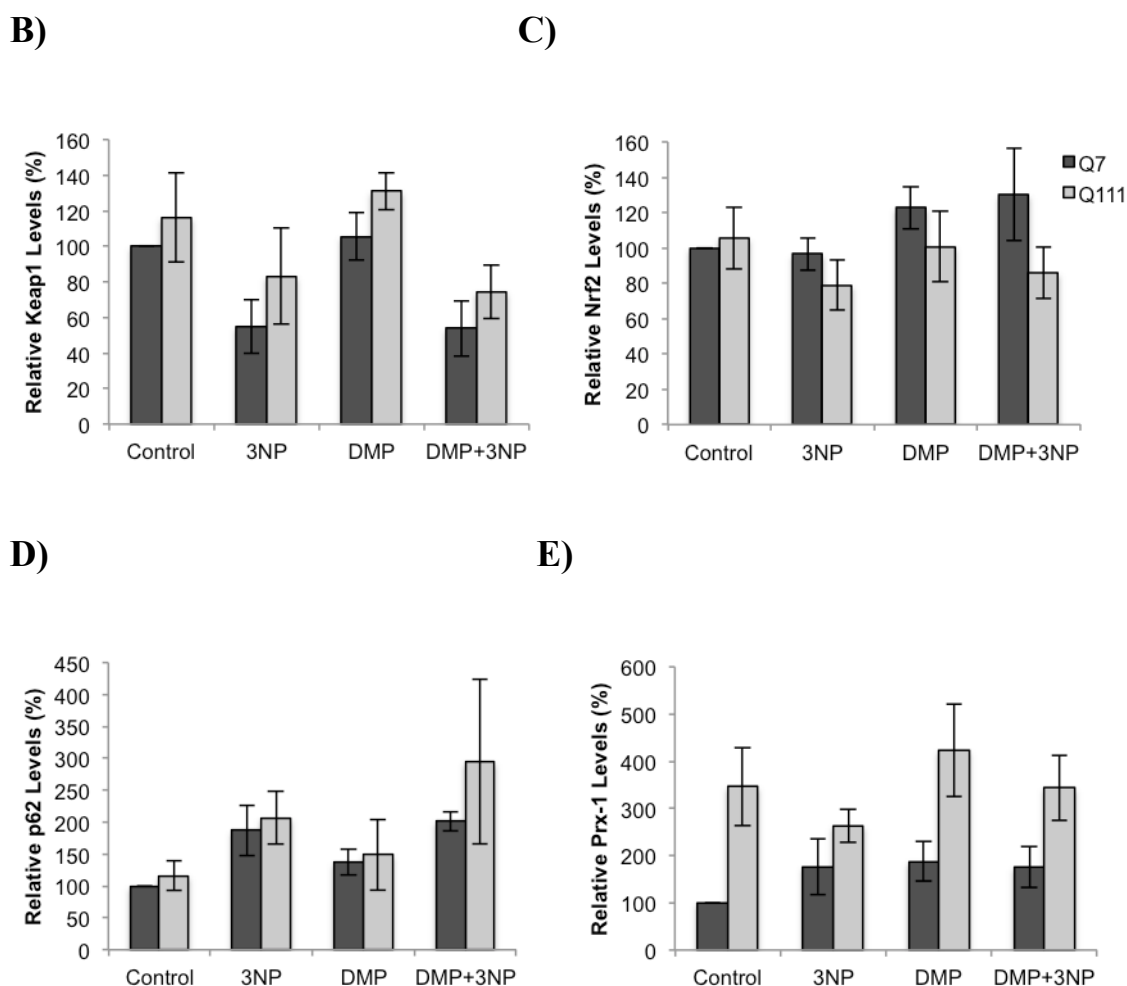 B)
C)
Relative Keap1 Levels (%)
160
140
120
100
80
60
40
20
0
Control 3NP DMP DMP+3NP
Relative Nrf2 Levels (%)
160
140
120
100
80
60
40
20
0
Control 3NP DMP DMP+3NP
Q7
Q111
D)
E)
Relative p62 Levels (%)
450
400
350
300
250
200
150
100
50
0
Control 3NP DMP DMP+3NP
Relative Prx-1 Levels (%)
600
500
400
300
200
100
0
Control 3NP DMP DMP+3NP